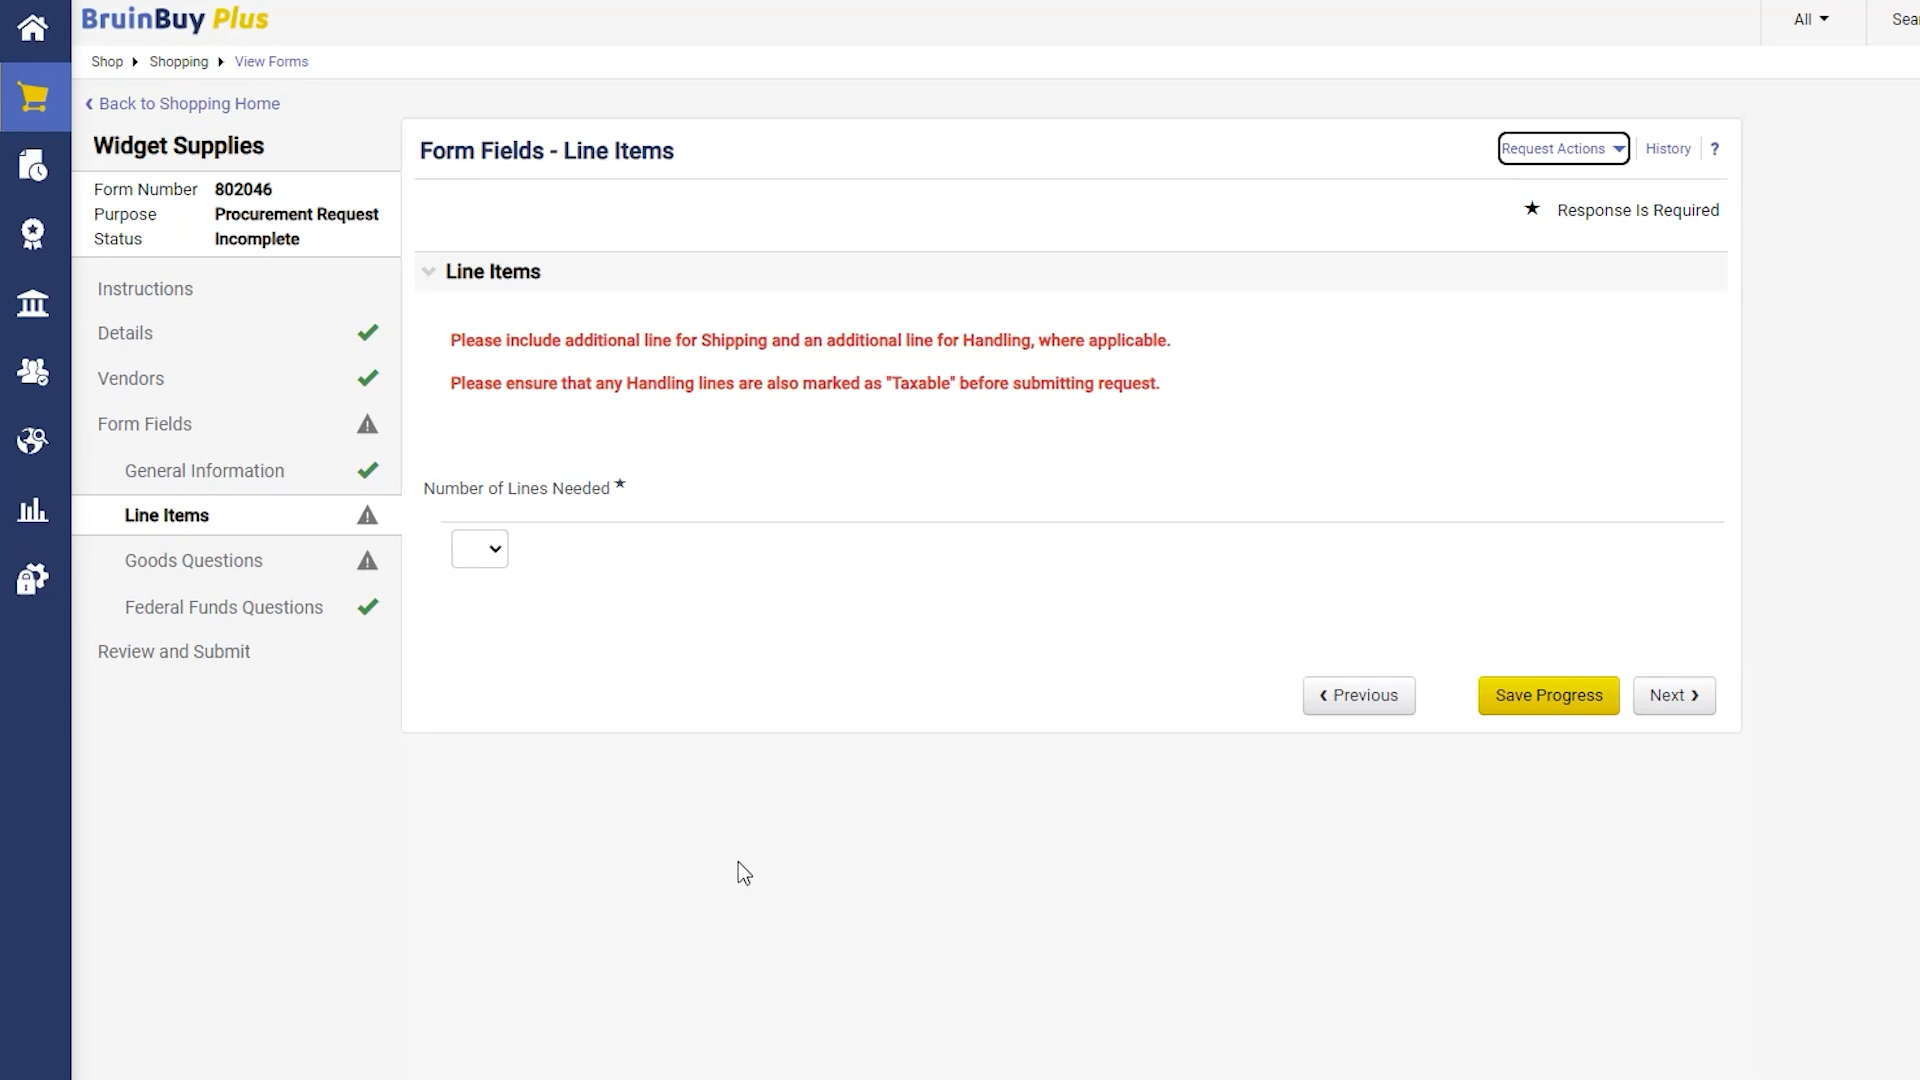 BruinBuy Plus
All
Shop Shopping View Forms
Back to Shopping Home
Widget Supplies
Form Number 802046
Purpose Procurement Request
Status Incomplete
Instructions
Details
Vendors
Form Fields
General Information
Line Items
Goods Questions
Federal Funds Questions
Review and Submit
Form Fields - Line Items
Request Actions History ?
★ Response Is Required
Line Items
Please include additional line for Shipping and an additional line for Handling, where applicable.
Please ensure that any Handling lines are also marked as "Taxable" before submitting request.
Number of Lines Needed ★
Previous
Save Progress
Next